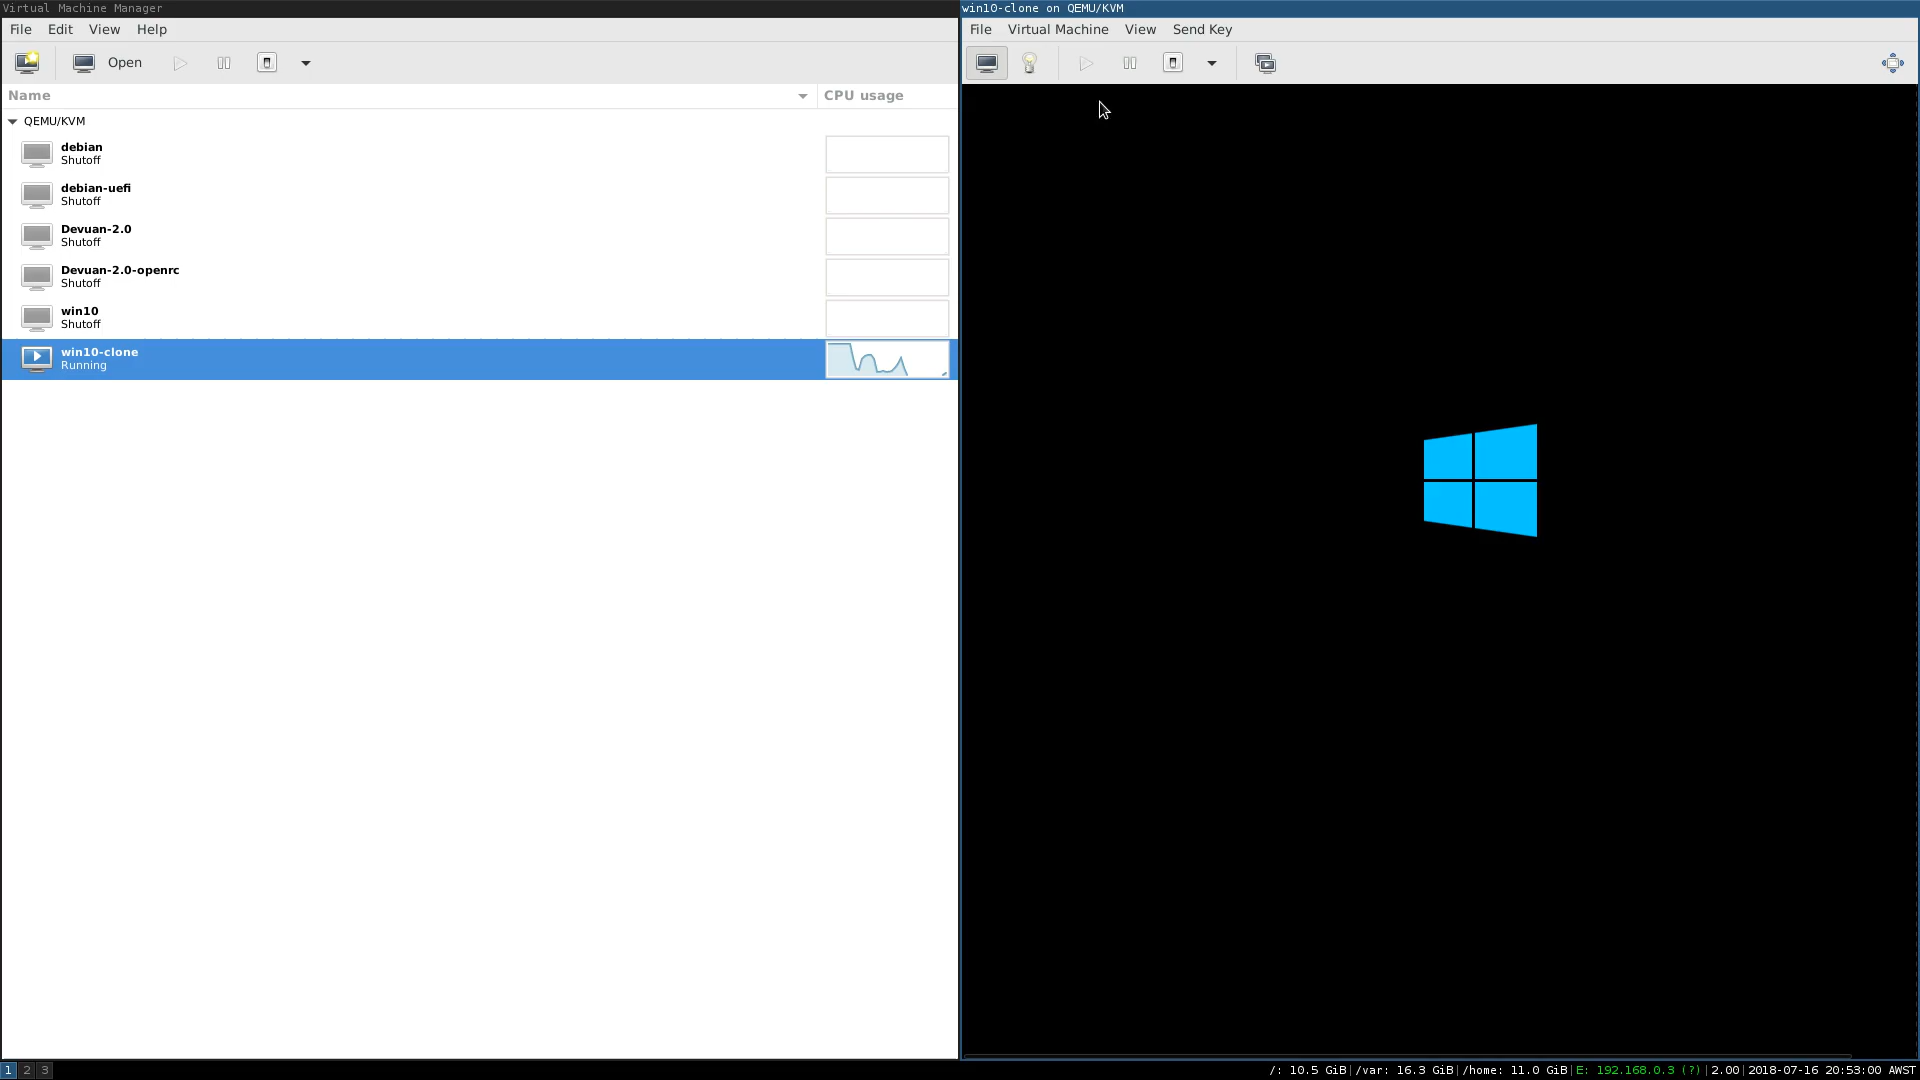 Virtual Machine Manager
File Edit View Help
Open
Name CPU usage
QEMU/KVM
debian
Shutoff
debian-uefi
Shutoff
Devuan-2.0
Shutoff
Devuan-2.0-openrc
Shutoff
win10
Shutoff
win10-clone
Running
win10-clone on QEMU/KVM
File Virtual Machine View Send Key
1 2 3
/: 10.5 GiB|/var: 16.3 GiB|/home: 11.0 GiB|E: 192.168.0.3 (?)|2.00|2018-07-16 20:53:00 AWST